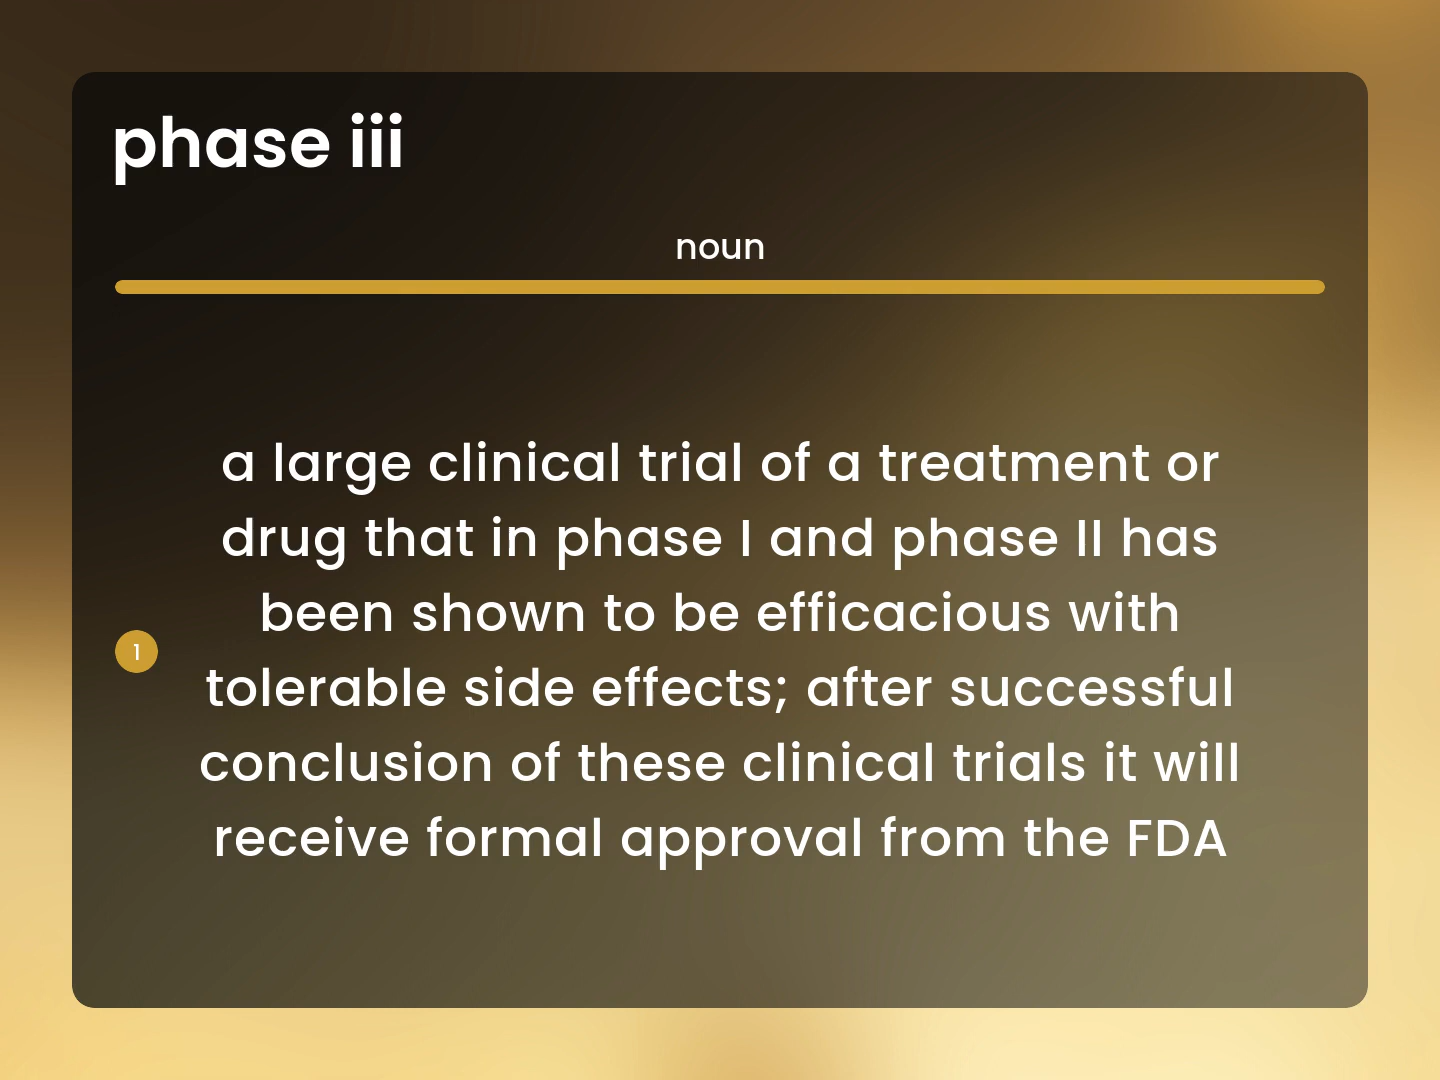 phase iii
noun
1
a large clinical trial of a treatment or
drug that in phase I and phase II has
been shown to be efficacious with
tolerable side effects; after successful
conclusion of these clinical trials it will
receive formal approval from the FDA